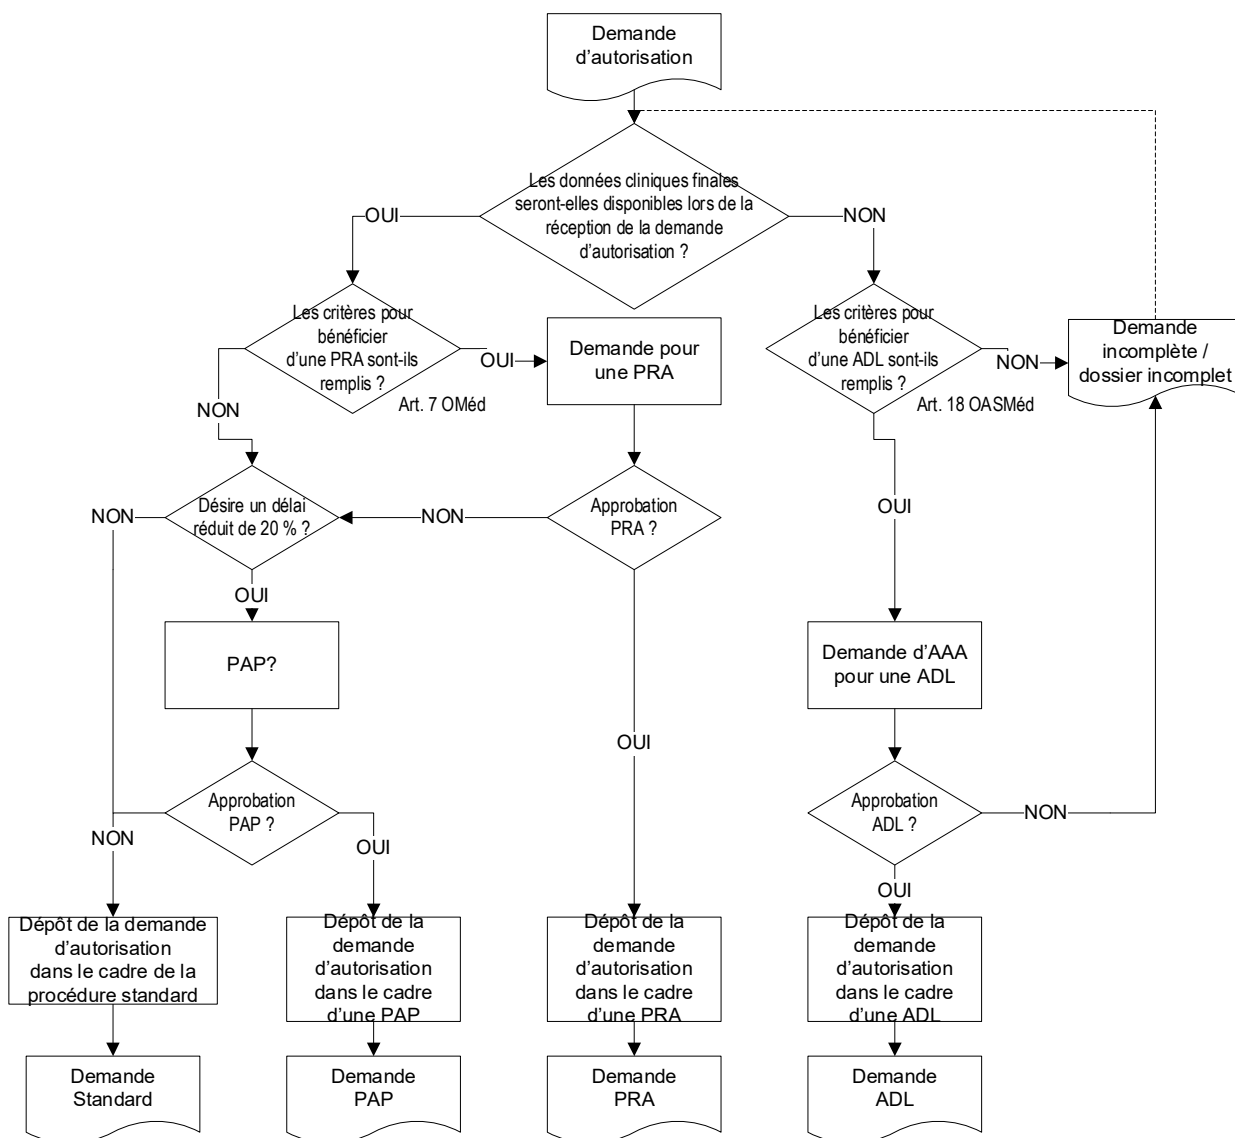 Demande
d'autorisation
Les données cliniques finales
seront-elles disponibles lors de la
réception de la demande
d'autorisation ?
OUI
NON
Les critères pour
bénéficier
d'une PRA sont-ils
remplis ?
Art. 7 OMéd
OUI
NON
Demande pour
une PRA
Les critères pour
bénéficier
d'une ADL sont-ils
remplis ?
Art. 18 OASMéd
NON
Demande
incomplète /
dossier incomplet
OUI
Désire un délai
réduit de 20 % ?
NON
OUI
Approbation
PRA ?
NON
OUI
PAP?
Demande d'AAA
pour une ADL
Approbation
PAP ?
NON
OUI
Approbation
ADL ?
NON
OUI
Dépôt de la demande
d'autorisation
dans le cadre de la
procédure standard
Dépôt de la
demande
d'autorisation
dans le cadre
d'une PAP
Dépôt de la
demande
d'autorisation
dans le cadre
d'une PRA
Dépôt de la
demande
d'autorisation
dans le cadre
d'une ADL
Demande
Standard
Demande
PAP
Demande
PRA
Demande
ADL